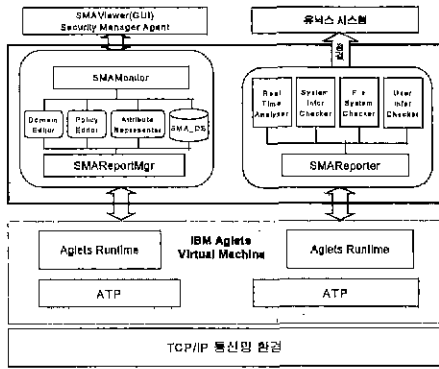 SMAViewer(GUI)
Security Manager Agent
유닉스 시스템
SMAMonitor
Domain
Editor
Policy
Editor
Attribute
Representer
SMA_DB
SMAReportMgr
Real
Time
Analyser
System
Infor
Checker
File
System
Checker
User
Infor
Checker
SMAReporter
Aglets Runtime
IBM Aglets
Virtual Machine
Aglets Runtime
ATP
ATP
TCP/IP 통신망 환경